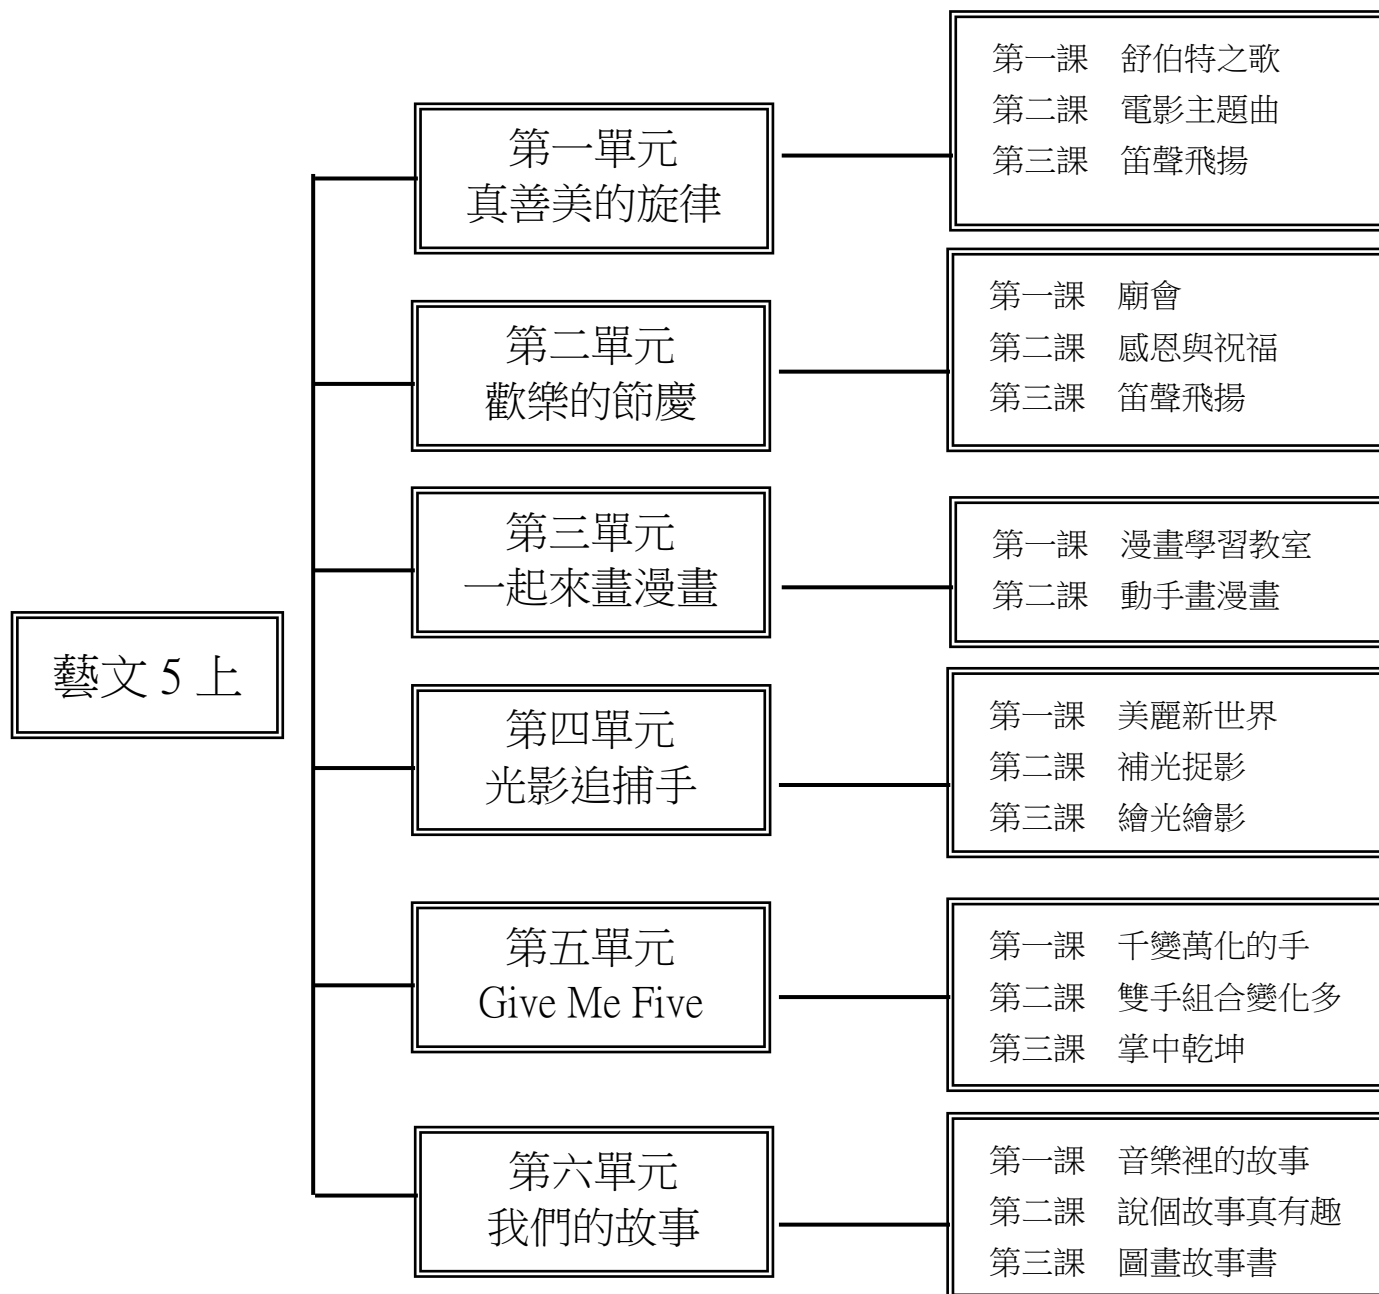 藝文 5 上
第一單元
真善美的旋律
第一課　舒伯特之歌
第二課　電影主題曲
第三課　笛聲飛揚
第二單元
歡樂的節慶
第一課　廟會
第二課　感恩與祝福
第三課　笛聲飛揚
第三單元
一起來畫漫畫
第一課　漫畫學習教室
第二課　動手畫漫畫
第四單元
光影追捕手
第一課　美麗新世界
第二課　補光捉影
第三課　繪光繪影
第五單元
Give Me Five
第一課　千變萬化的手
第二課　雙手組合變化多
第三課　掌中乾坤
第六單元
我們的故事
第一課　音樂裡的故事
第二課　說個故事真有趣
第三課　圖畫故事書